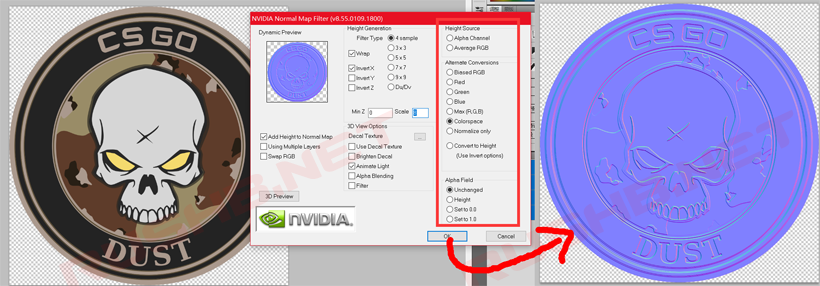 CS GO
DUST
NVIDIA Normal Map Filter (v8.55.0109.1800)
Dynamic Preview
Add Height to Normal Map
Using Multiple Layers
Swap RGB
3D Preview
NVIDIA.
Height Generation
Filter Type
4 sample
3 x 3
5 x 5
7 x 7
9 x 9
Du/Dv
Wrap
Invert X
Invert Y
Invert Z
Min Z
0
Scale
3D View Options
Decal Texture
...
Use Decal Texture
Brighten Decal
Animate Light
Alpha Blending
Filter
Height Source
Alpha Channel
Average RGB
Alternate Conversions
Biased RGB
Red
Green
Blue
Max (R,G,B)
Colorspace
Normalize only
Convert to Height
(Use Invert options)
Alpha Field
Unchanged
Height
Set to 0.0
Set to 1.0
OK
Cancel
CS GO
DUST